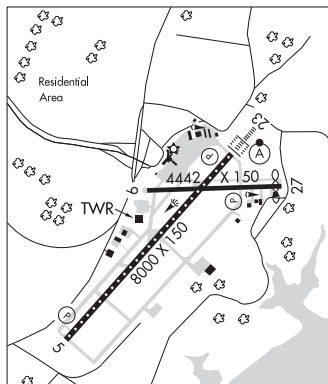 Residential
Area
23
A
P
4442 X 150
9
27
P
TWR
8000 X 150
P
5